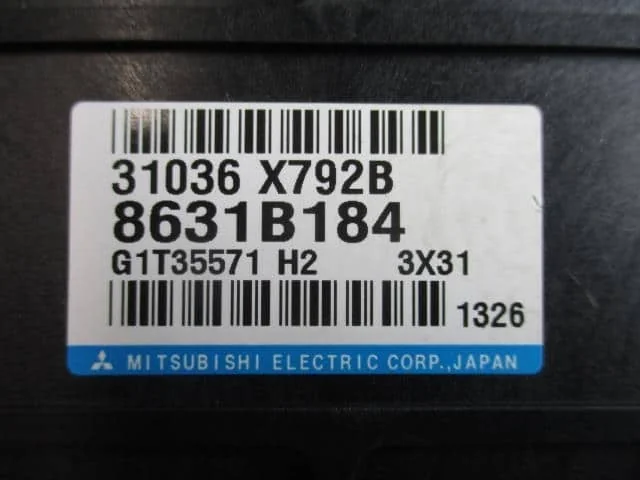 31036 X792B
8631B184
G1T35571 H2 3X31
1326
MITSUBISHI ELECTRIC CORP.,JAPAN